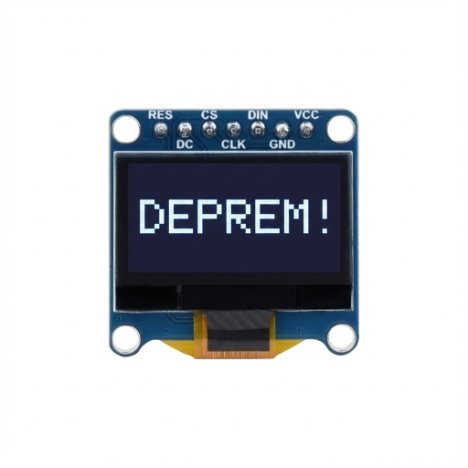 RES CS DIN VCC
DC CLK GND
DEPREM!